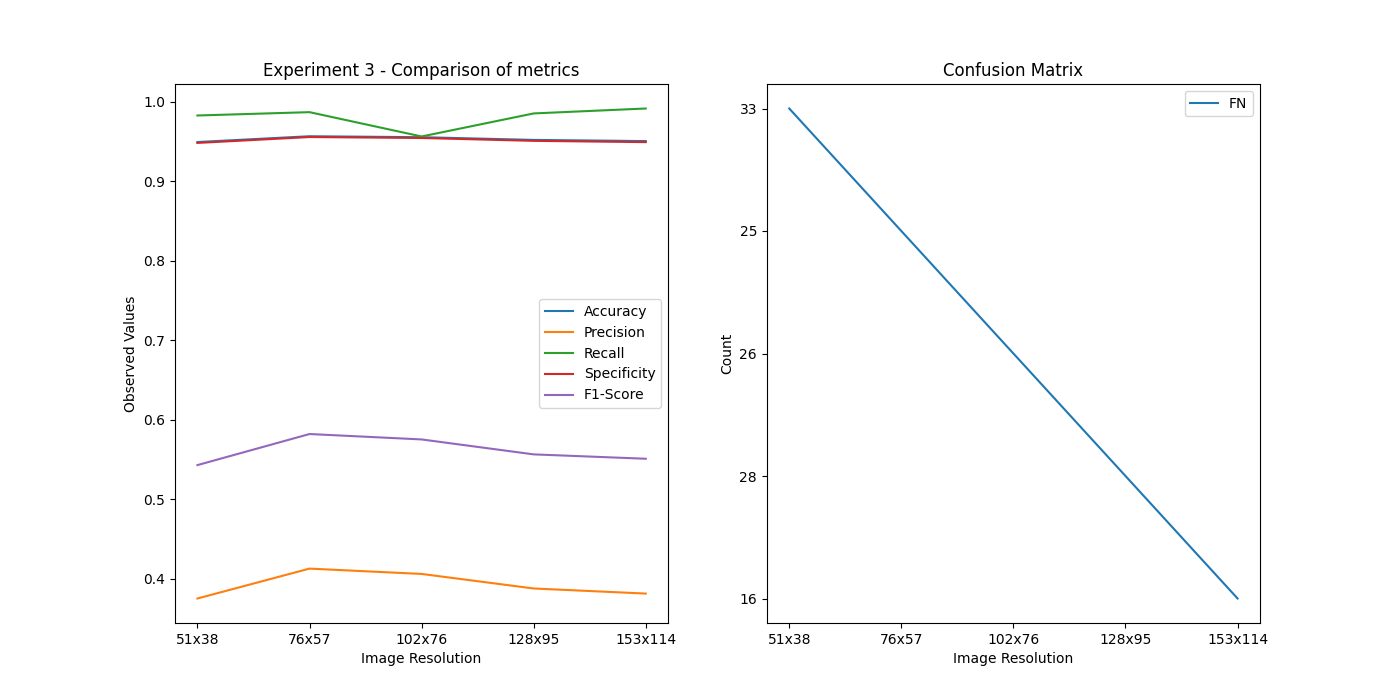 Experiment 3 - Comparison of metrics
1.0
0.9
0.8
0.7
0.6
0.5
0.4
Observed Values
Accuracy
Precision
Recall
Specificity
F1-Score
51x38 76x57 102x76 128x95 153x114
Image Resolution
Confusion Matrix
FN
33
25
26
28
16
Count
51x38 76x57 102x76 128x95 153x114
Image Resolution